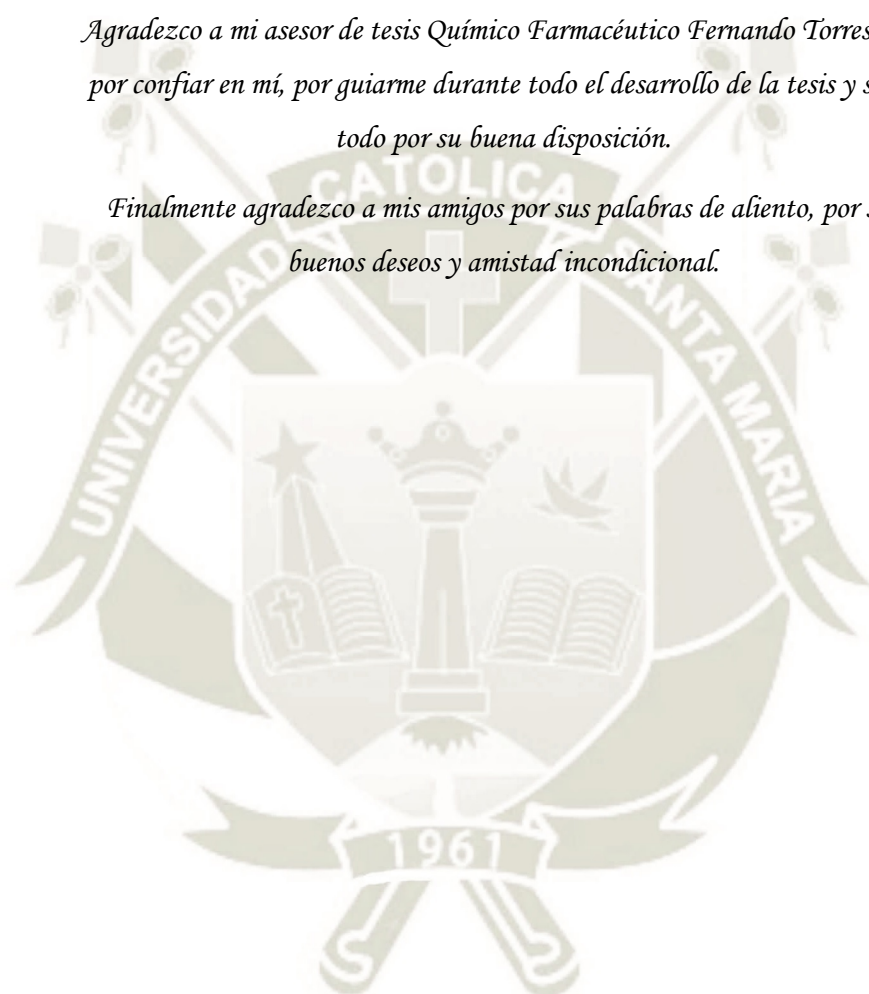 Agradezco a mi asesor de tesis Químico Farmacéutico Fernando Torres
por confiar en mí, por guiarme durante todo el desarrollo de la tesis y s
todo por su buena disposición.
Finalmente agradezco a mis amigos por sus palabras de aliento, por s
buenos deseos y amistad incondicional.
UNIVERSIDAD CATOLICA SANTA MARIA
1961